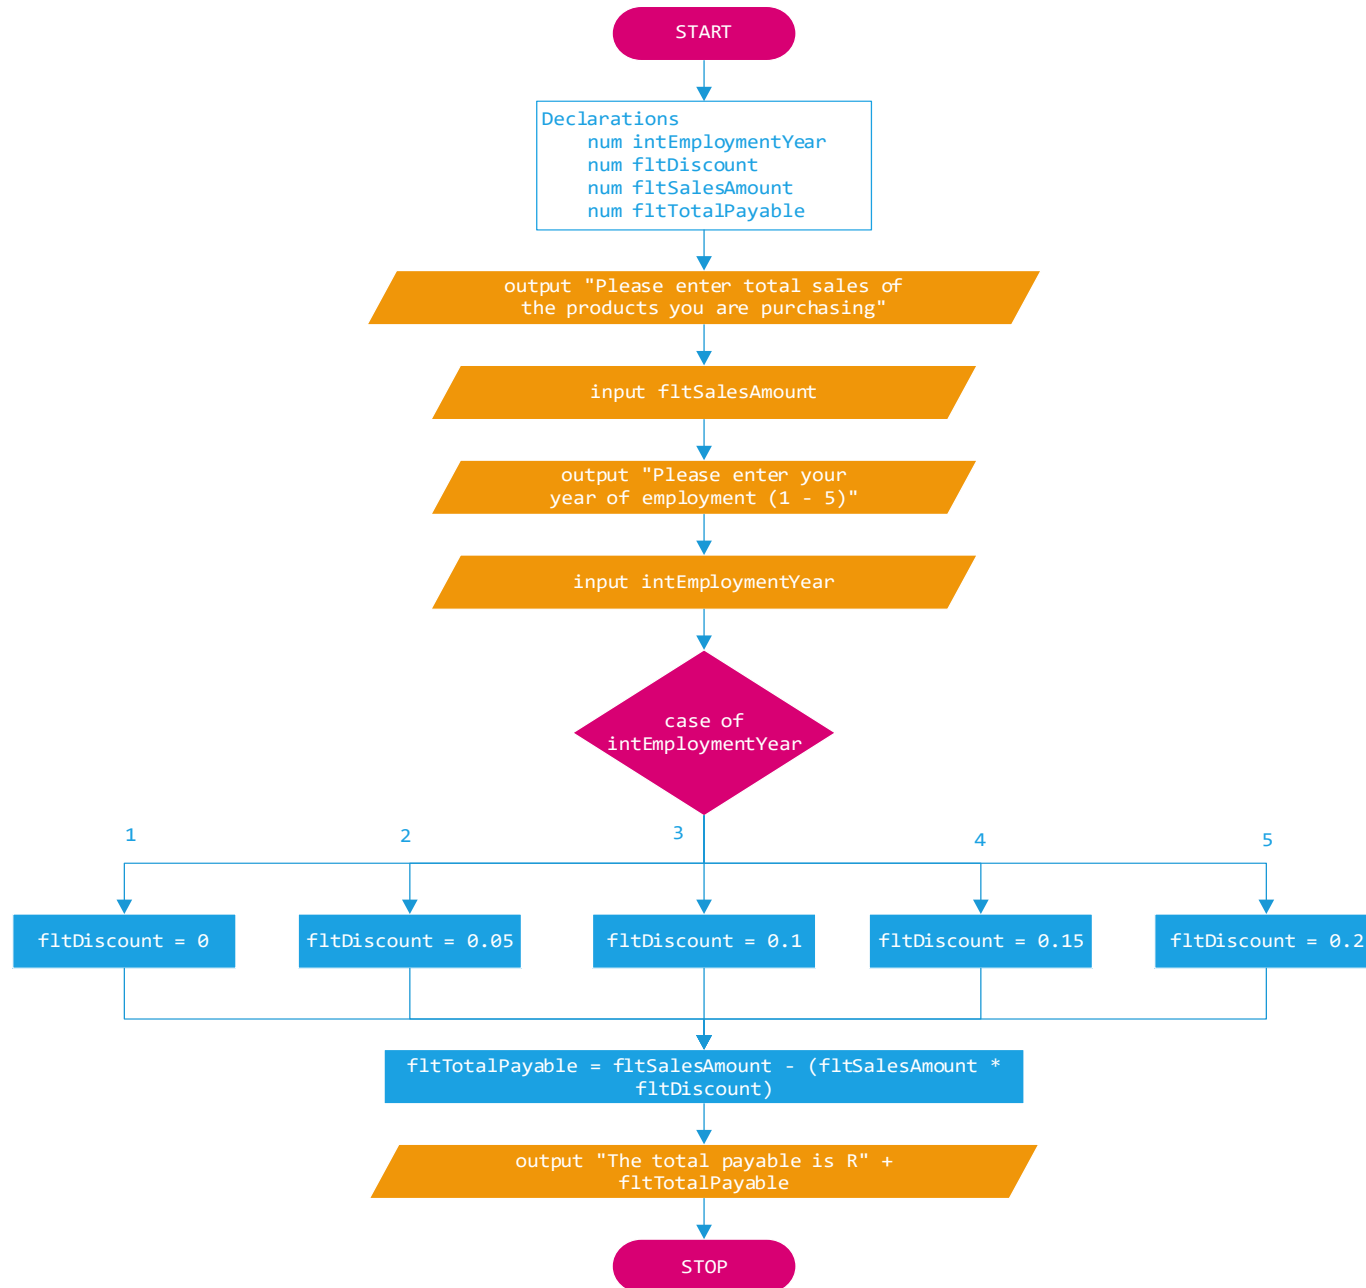 START
Declarations
num intEmploymentYear
num fltDiscount
num fltSalesAmount
num fltTotalPayable
output "Please enter total sales of
the products you are purchasing"
input fltSalesAmount
output "Please enter your
year of employment (1 - 5)"
input intEmploymentYear
case of
intEmploymentYear
1
2
3
4
5
fltDiscount = 0
fltDiscount = 0.05
fltDiscount = 0.1
fltDiscount = 0.15
fltDiscount = 0.2
fltTotalPayable = fltSalesAmount - (fltSalesAmount *
fltDiscount)
output "The total payable is R" +
fltTotalPayable
STOP